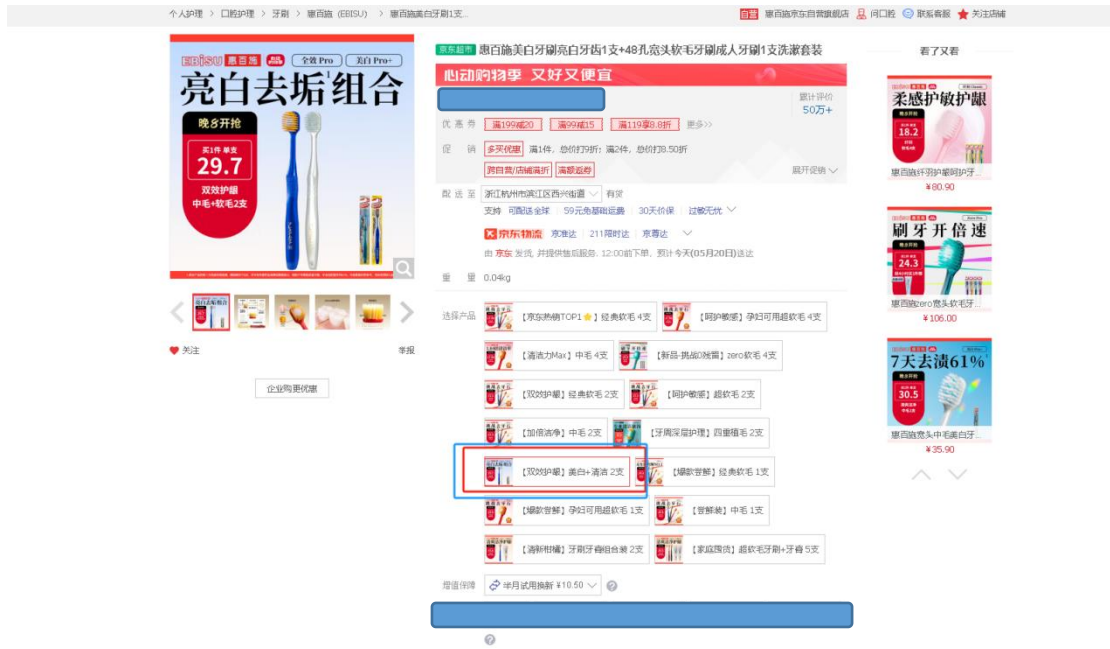 个人护理 > 口腔护理 > 牙刷 > 惠百施（EBISU） > 惠百施美白牙刷1支...
自营 惠百施京东自营旗舰店 问口腔 联系客服 关注店铺
EBiSU 惠百施 全效 Pro 美白 Pro+
亮白去垢组合
晚8开抢
买1件 单支
29.7
双效护龈
中毛+软毛2支
关注
举报
企业购更优惠
京东超市 惠百施美白牙刷亮白牙齿1支+48孔宽头软毛牙刷成人牙刷1支洗漱套装
心动购物季 又好又便宜
累计评价
50万+
优惠券 满199减20 满99减15 满119享8.8折 更多>>
促销 多买优惠 满1件，总价打9折；满2件，总价打8.50折
跨自营/店铺满折 满额返券 展开促销
配送至 浙江杭州市滨江区西兴街道 有货
支持 可配送全球 59元免基础运费 30天价保 过敏无忧
京东物流 京准达 211限时达 京尊达
由 京东 发货, 并提供售后服务. 12:00前下单, 预计今天(05月20日)送达
重量 0.04kg
选择产品 【京东热销TOP1⭐】经典软毛 4支 【呵护敏感】孕妇可用超软毛 4支
【清洁力Max】中毛 4支 【新品-挑战0残留】zero软毛 4支
【双效护龈】经典软毛 2支 【呵护敏感】超软毛 2支
【加倍洁净】中毛 2支 【牙周深层护理】四重植毛 2支
【双效护龈】美白+清洁 2支 【爆款尝鲜】经典软毛 1支
【爆款尝鲜】孕妇可用超软毛 1支 【尝鲜装】中毛 1支
【清新柑橘】牙刷牙膏组合装 2支 【家庭囤货】超软毛牙刷+牙膏 5支
增值保障 半月试用换新 ¥10.50
看了又看
柔感护敏护龈
晚8开抢
18.2
惠百施纤羽护龈呵护牙...
¥80.90
刷牙开倍速
24.3
惠百施zero宽头软毛牙...
¥106.00
7天去渍61%
晚8开抢
30.5
惠百施宽头中毛美白牙...
¥35.90